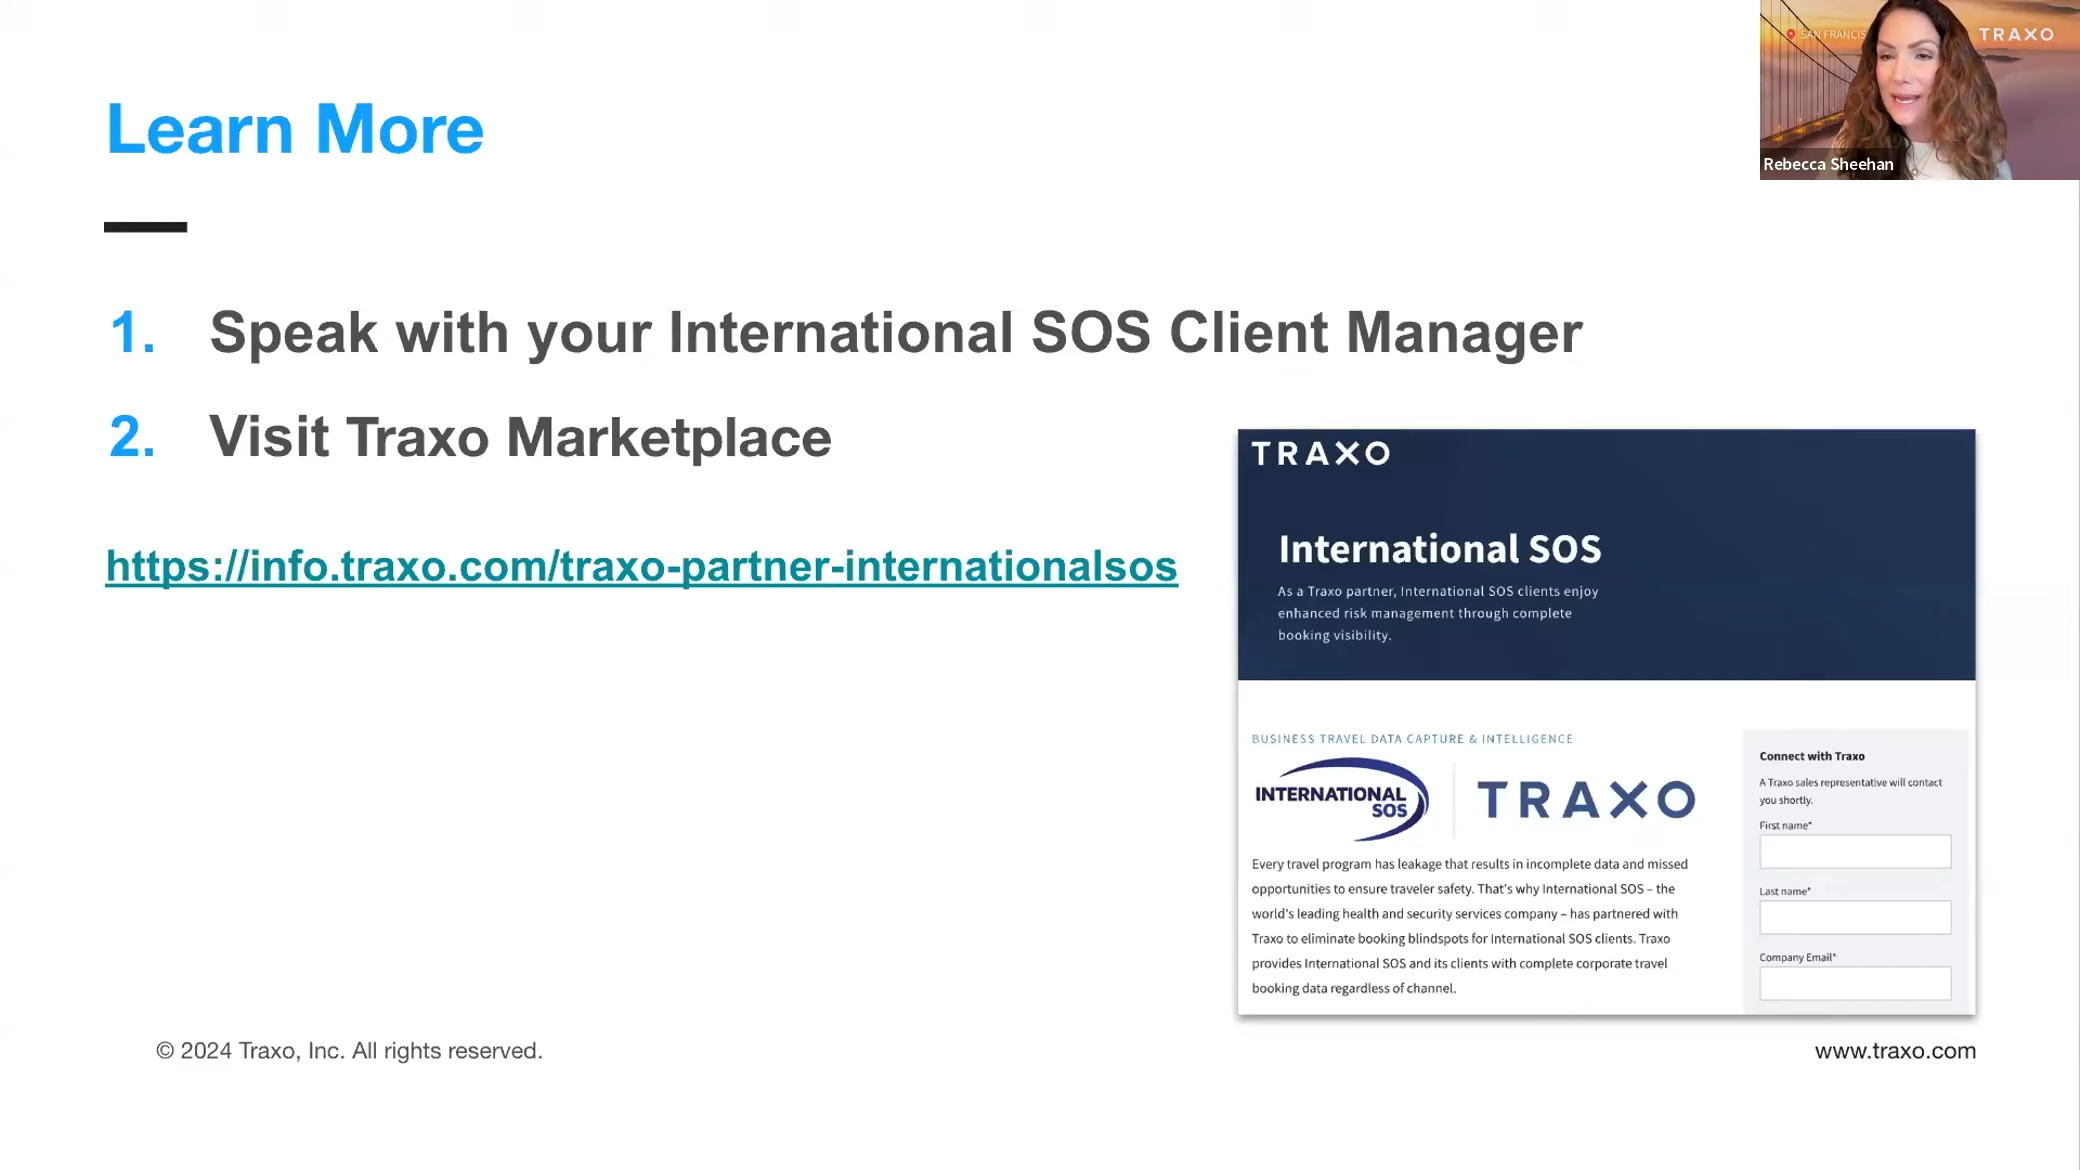 Learn More
SAN FRANCIS
TRAXO
Rebecca Sheehan
1. Speak with your International SOS Client Manager
2. Visit Traxo Marketplace
https://info.traxo.com/traxo-partner-internationalsos
TRAXO
International SOS
As a Traxo partner, International SOS clients enjoy
enhanced risk management through complete
booking visibility.
BUSINESS TRAVEL DATA CAPTURE & INTELLIGENCE
INTERNATIONAL
SOS
TRAXO
Every travel program has leakage that results in incomplete data and missed
opportunities to ensure traveler safety. That's why International SOS – the
world's leading health and security services company – has partnered with
Traxo to eliminate booking blindspots for International SOS clients. Traxo
provides International SOS and its clients with complete corporate travel
booking data regardless of channel.
Connect with Traxo
A Traxo sales representative will contact
you shortly.
First name*
Last name*
Company Email*
© 2024 Traxo, Inc. All rights reserved.
www.traxo.com